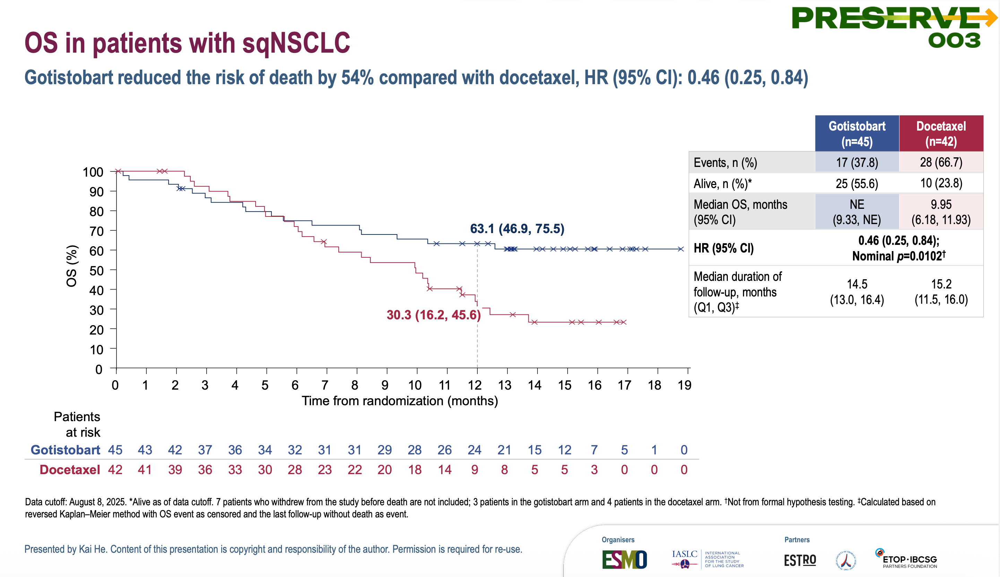 PRESERVE
003
OS in patients with sqNSCLC
Gotistobart reduced the risk of death by 54% compared with docetaxel, HR (95% CI): 0.46 (0.25, 0.84)
Gotistobart (n=45) Docetaxel (n=42)
Events, n (%) 17 (37.8) 28 (66.7)
Alive, n (%)* 25 (55.6) 10 (23.8)
Median OS, months (95% CI) NE (9.33, NE) 9.95 (6.18, 11.93)
HR (95% CI) 0.46 (0.25, 0.84); Nominal p=0.0102†
Median duration of follow-up, months (Q1, Q3)‡ 14.5 (13.0, 16.4) 15.2 (11.5, 16.0)
OS (%)
100
90
80
70
60
50
40
30
20
10
0
63.1 (46.9, 75.5)
30.3 (16.2, 45.6)
0 1 2 3 4 5 6 7 8 9 10 11 12 13 14 15 16 17 18 19
Time from randomization (months)
Patients
at risk
Gotistobart 45 43 42 37 36 34 32 31 31 29 28 26 24 21 15 12 7 5 1 0
Docetaxel 42 41 39 36 33 30 28 23 22 20 18 14 9 8 5 5 3 0 0 0
Data cutoff: August 8, 2025. *Alive as of data cutoff. 7 patients who withdrew from the study before death are not included; 3 patients in the gotistobart arm and 4 patients in the docetaxel arm. †Not from formal hypothesis testing. ‡Calculated based on
reversed Kaplan–Meier method with OS event as censored and the last follow-up without death as event.
Presented by Kai He. Content of this presentation is copyright and responsibility of the author. Permission is required for re-use.
Organisers
ESMO
IASLC
INTERNATIONAL
ASSOCIATION
FOR THE STUDY
OF LUNG CANCER
Partners
ESTRO
ETOP·IBCSG
PARTNERS FOUNDATION